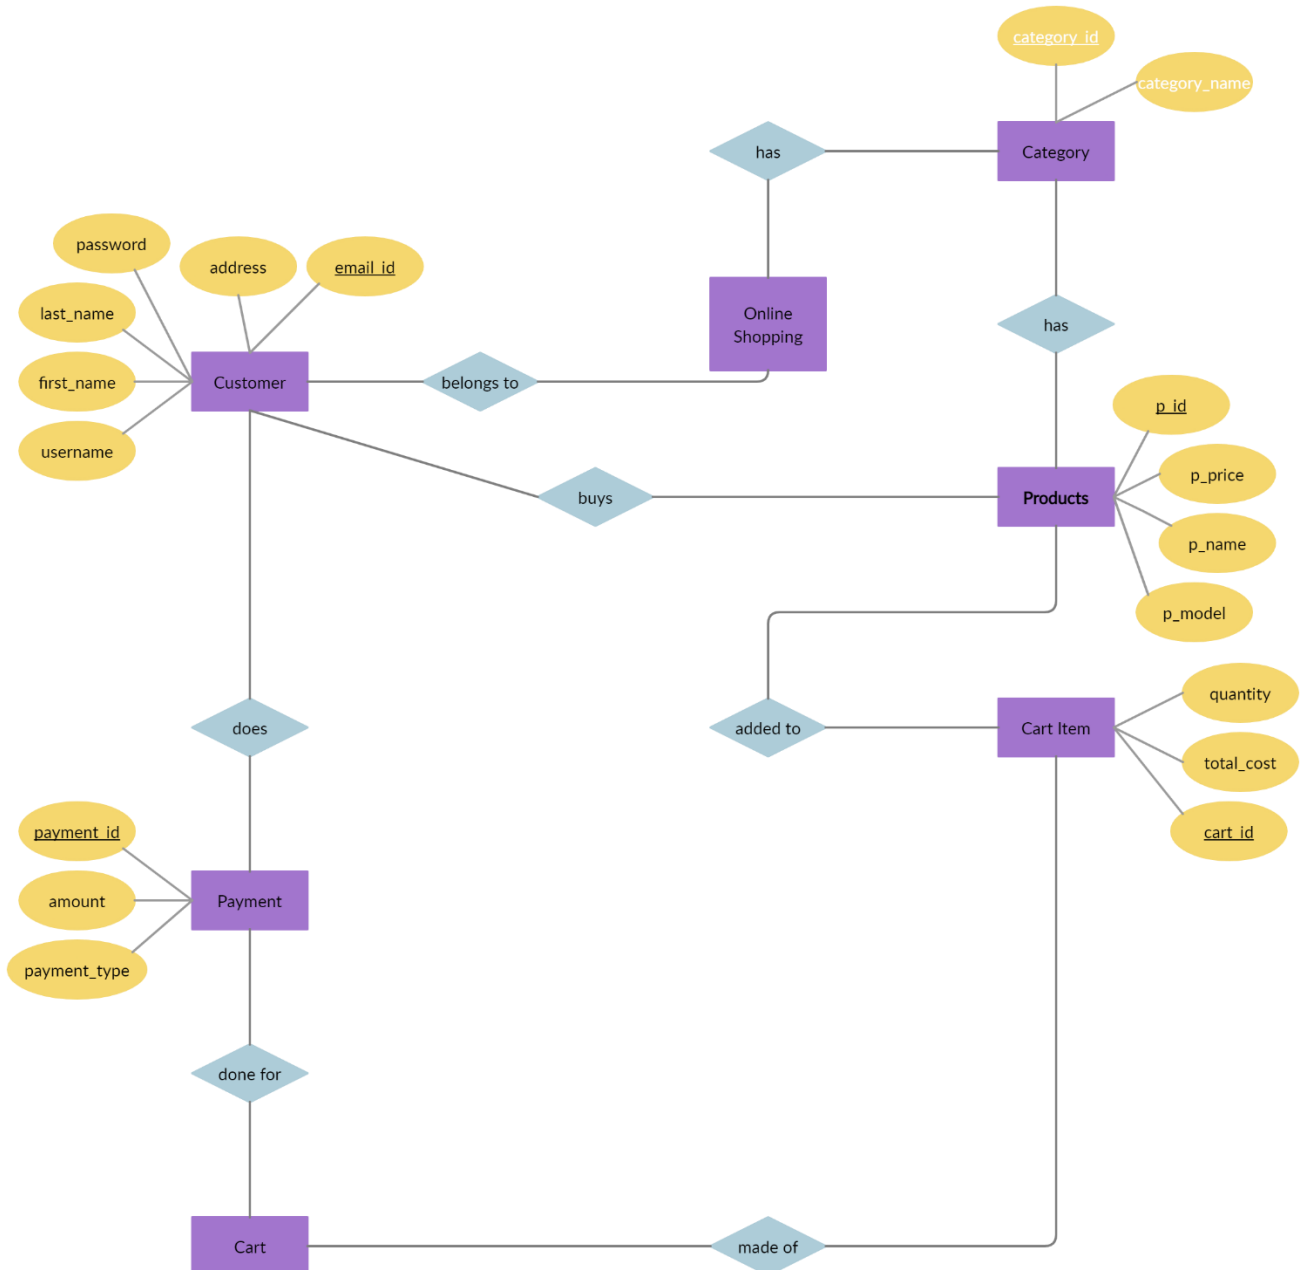 category_id
category_name
has
Category
password
address
email_id
last_name
Online
Shopping
has
Customer
belongs to
first_name
p_id
username
p_price
buys
Products
p_name
p_model
quantity
does
added to
Cart Item
total_cost
payment_id
cart_id
amount
Payment
payment_type
done for
Cart
made of